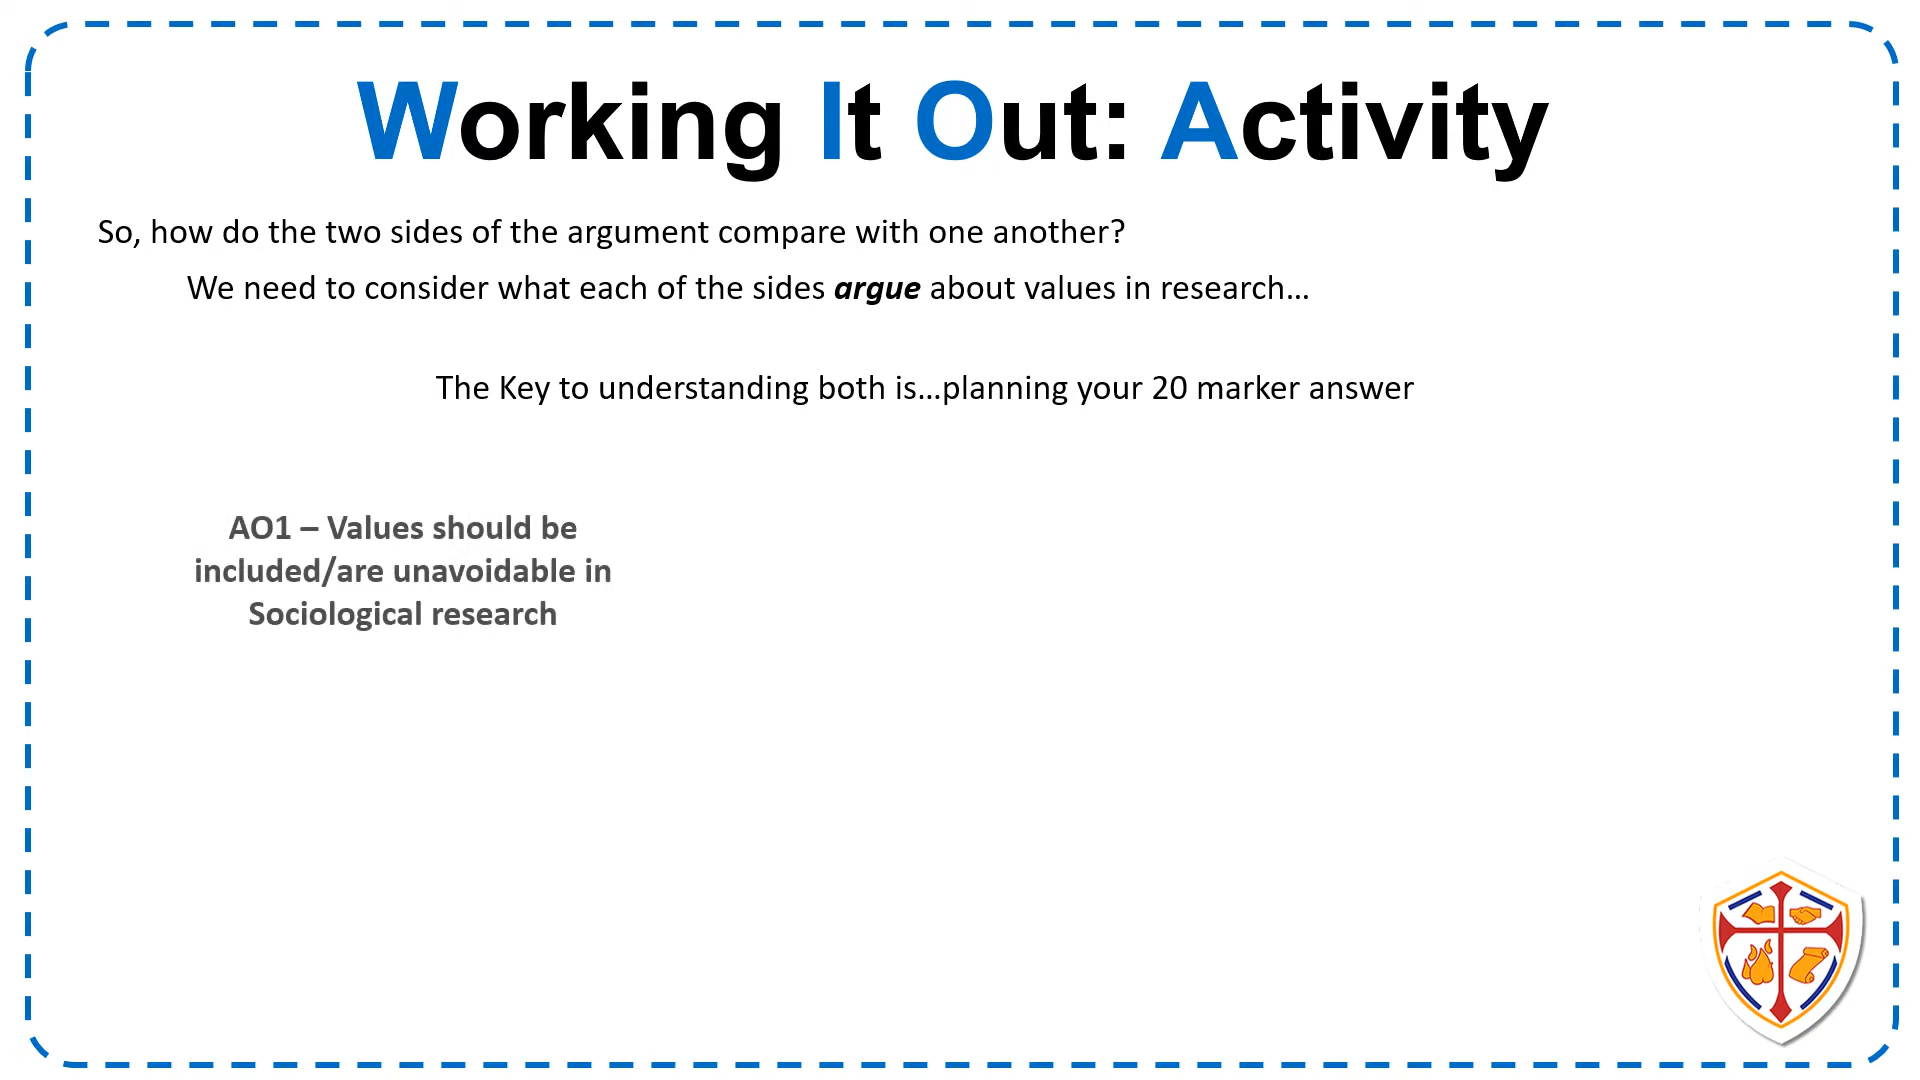 Working It Out: Activity
So, how do the two sides of the argument compare with one another?
We need to consider what each of the sides argue about values in research...
The Key to understanding both is...planning your 20 marker answer
AO1 – Values should be
included/are unavoidable in
Sociological research